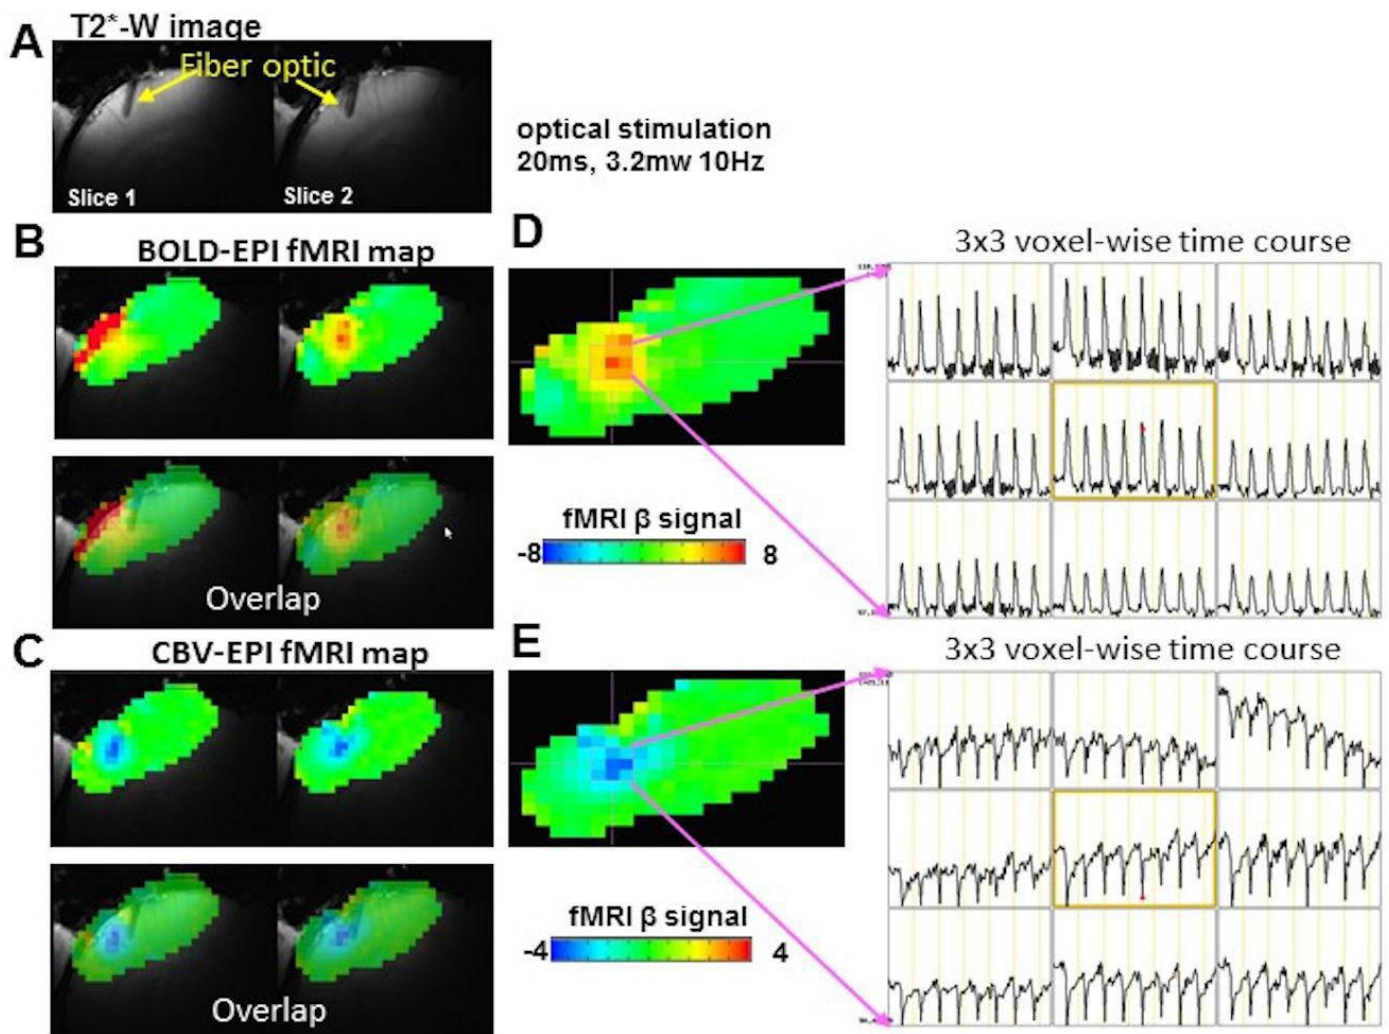 A
T2*-W image
Fiber optic
Slice 1
Slice 2
optical stimulation
20ms, 3.2mw 10Hz
B
BOLD-EPI fMRI map
Overlap
C
CBV-EPI fMRI map
Overlap
D
3x3 voxel-wise time course
fMRI β signal
-8
8
E
3x3 voxel-wise time course
fMRI β signal
-4
4